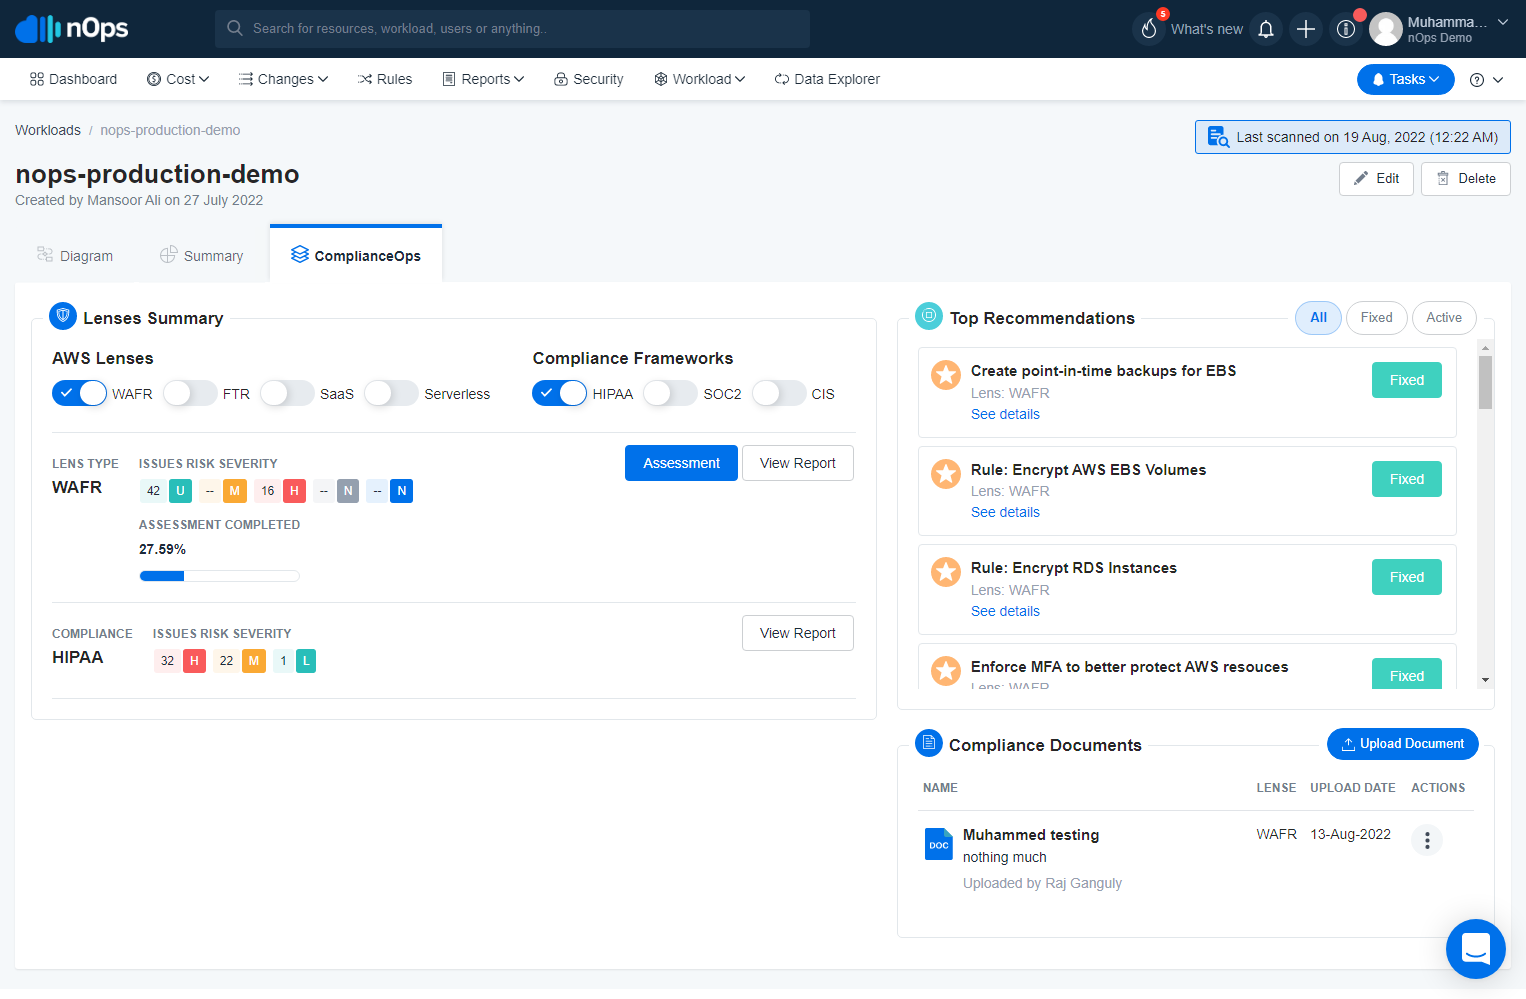 nOps
Search for resources, workload, users or anything..
5
What's new
Muhamma...
nOps Demo
Dashboard
Cost
Changes
Rules
Reports
Security
Workload
Data Explorer
Tasks
Workloads / nops-production-demo
Last scanned on 19 Aug, 2022 (12:22 AM)
nops-production-demo
Created by Mansoor Ali on 27 July 2022
Edit
Delete
Diagram
Summary
ComplianceOps
Lenses Summary
AWS Lenses
WAFR
FTR
SaaS
Serverless
Compliance Frameworks
HIPAA
SOC2
CIS
LENS TYPE
WAFR
ISSUES RISK SEVERITY
42 U -- M 16 H -- N -- N
Assessment
View Report
ASSESSMENT COMPLETED
27.59%
COMPLIANCE
HIPAA
ISSUES RISK SEVERITY
32 H 22 M 1 L
View Report
Top Recommendations
All
Fixed
Active
Create point-in-time backups for EBS
Lens: WAFR
See details
Fixed
Rule: Encrypt AWS EBS Volumes
Lens: WAFR
See details
Fixed
Rule: Encrypt RDS Instances
Lens: WAFR
See details
Fixed
Enforce MFA to better protect AWS resouces
Lens: WAFR
Fixed
Compliance Documents
Upload Document
NAME LENSE UPLOAD DATE ACTIONS
DOC
Muhammed testing
nothing much
Uploaded by Raj Ganguly
WAFR 13-Aug-2022